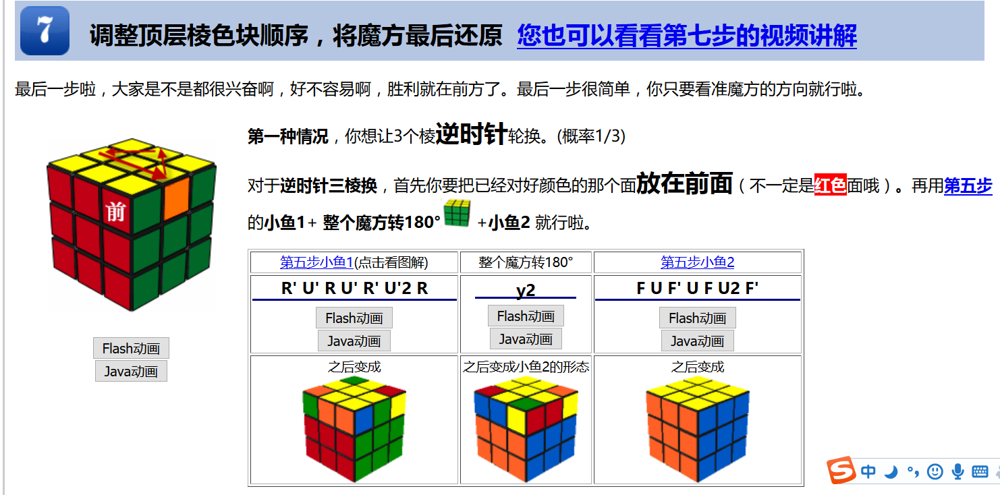 7 调整顶层棱色块顺序，将魔方最后还原 您也可以看看第七步的视频讲解
最后一步啦，大家是不是都很兴奋啊，好不容易啊，胜利就在前方了。最后一步很简单，你只要看准魔方的方向就行啦。
前
Flash动画
Java动画
第一种情况，你想让3个棱逆时针轮换。(概率1/3)
对于逆时针三棱换，首先你要把已经对好颜色的那个面放在前面（不一定是红色面哦）。再用第五步
的小鱼1+ 整个魔方转180° +小鱼2 就行啦。
第五步小鱼1(点击看图解) 整个魔方转180° 第五步小鱼2
R' U' R U' R' U'2 R y2 F U F' U F U2 F'
Flash动画 Flash动画 Flash动画
Java动画 Java动画 Java动画
之后变成 之后变成小鱼2的形态 之后变成
S 中